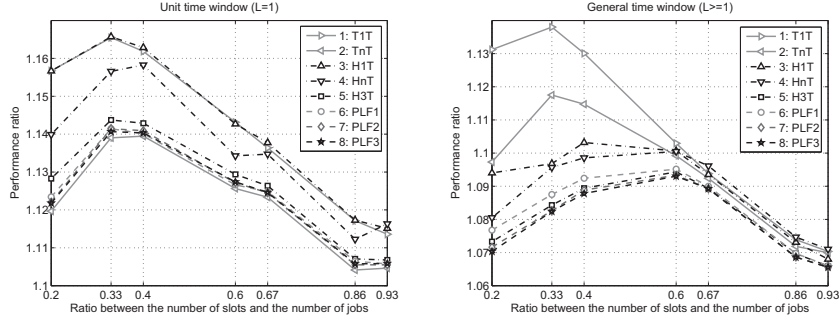 Unit time window (L=1)
Performance ratio
1.16
1.15
1.14
1.13
1.12
1.11
1.1
0.2
0.33
0.4
0.6
0.67
0.86
0.93
Ratio between the number of slots and the number of jobs
1: T1T
2: TnT
3: H1T
4: HnT
5: H3T
6: PLF1
7: PLF2
8: PLF3
General time window (L>=1)
Performance ratio
1.13
1.12
1.11
1.1
1.09
1.08
1.07
1.06
0.2
0.33
0.4
0.6
0.67
0.86
0.93
Ratio between the number of slots and the number of jobs
1: T1T
2: TnT
3: H1T
4: HnT
5: H3T
6: PLF1
7: PLF2
8: PLF3